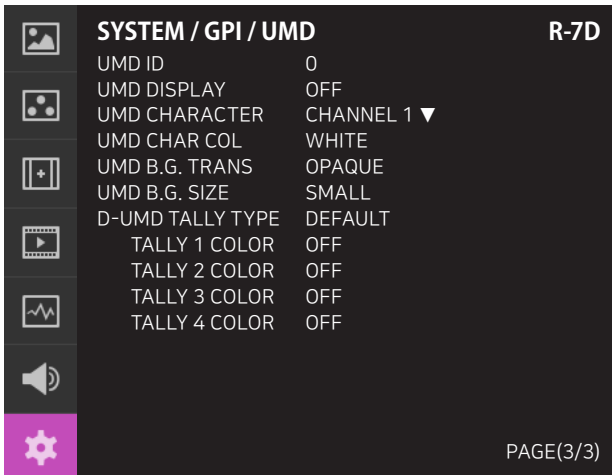 SYSTEM / GPI / UMD R-7D
UMD ID 0
UMD DISPLAY OFF
UMD CHARACTER CHANNEL 1 ▼
UMD CHAR COL WHITE
UMD B.G. TRANS OPAQUE
UMD B.G. SIZE SMALL
D-UMD TALLY TYPE DEFAULT
TALLY 1 COLOR OFF
TALLY 2 COLOR OFF
TALLY 3 COLOR OFF
TALLY 4 COLOR OFF
PAGE(3/3)